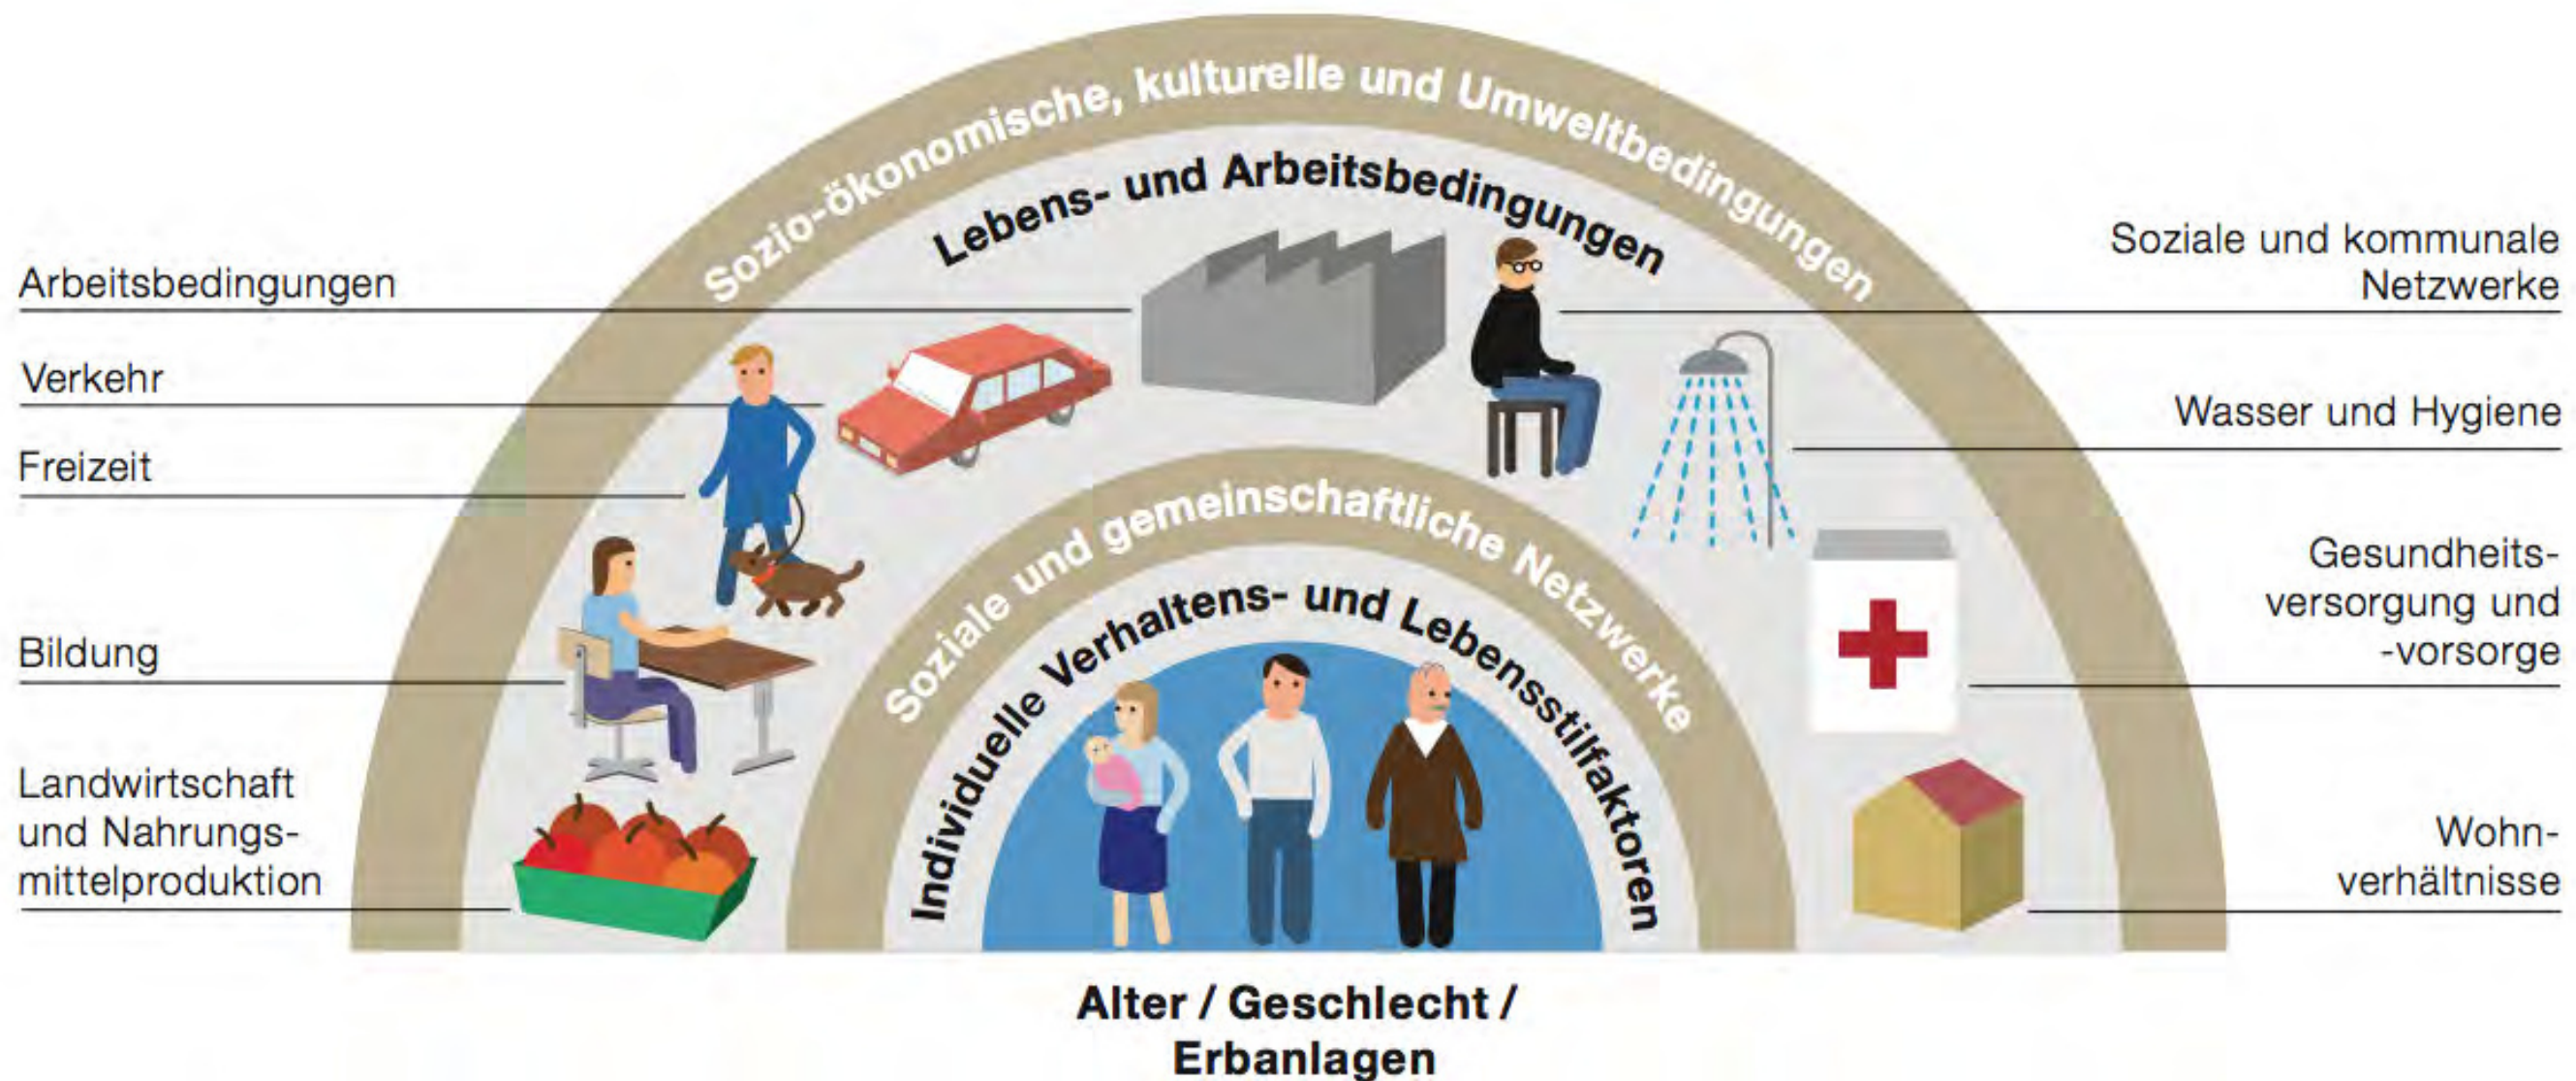 Sozio-ökonomische, kulturelle und Umweltbedingungen
Lebens- und Arbeitsbedingungen
Soziale und gemeinschaftliche Netzwerke
Individuelle Verhaltens- und Lebensstilfaktoren
Arbeitsbedingungen
Verkehr
Freizeit
Bildung
Landwirtschaft
und Nahrungs-
mittelproduktion
Soziale und kommunale
Netzwerke
Wasser und Hygiene
Gesundheits-
versorgung und
-vorsorge
Wohn-
verhältnisse
Alter / Geschlecht /
Erbanlagen